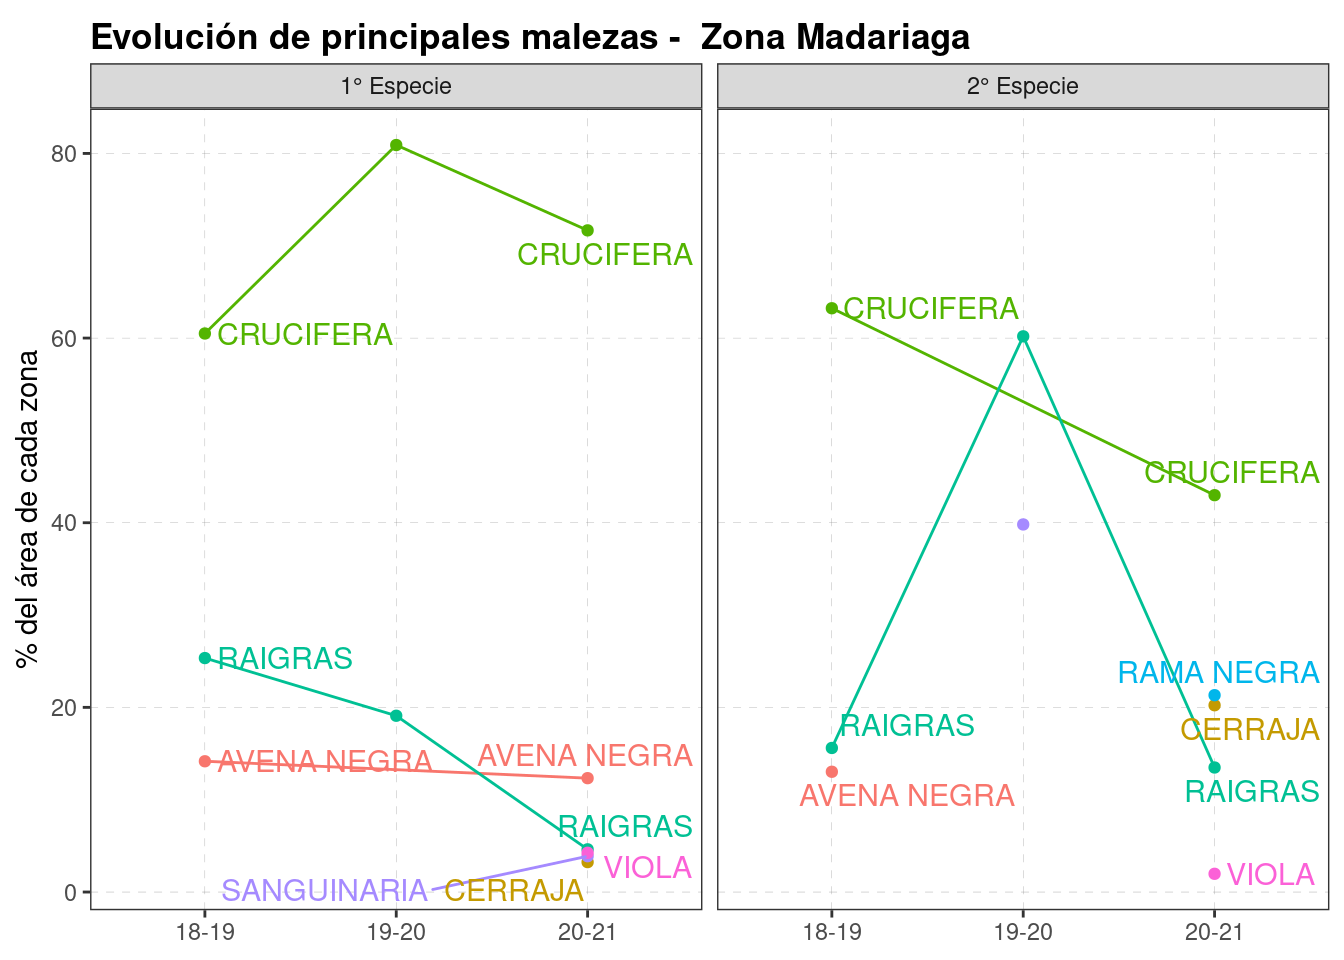 Evolución de principales malezas -  Zona Madariaga
1° Especie
2° Especie
% del área de cada zona
80
60
40
20
0
CRUCIFERA
CRUCIFERA
RAIGRAS
AVENA NEGRA
AVENA NEGRA
RAIGRAS
VIOLA
SANGUINARIA
CERRAJA
CRUCIFERA
CRUCIFERA
RAMA NEGRA
RAIGRAS
CERRAJA
AVENA NEGRA
RAIGRAS
VIOLA
18-19
19-20
20-21
18-19
19-20
20-21